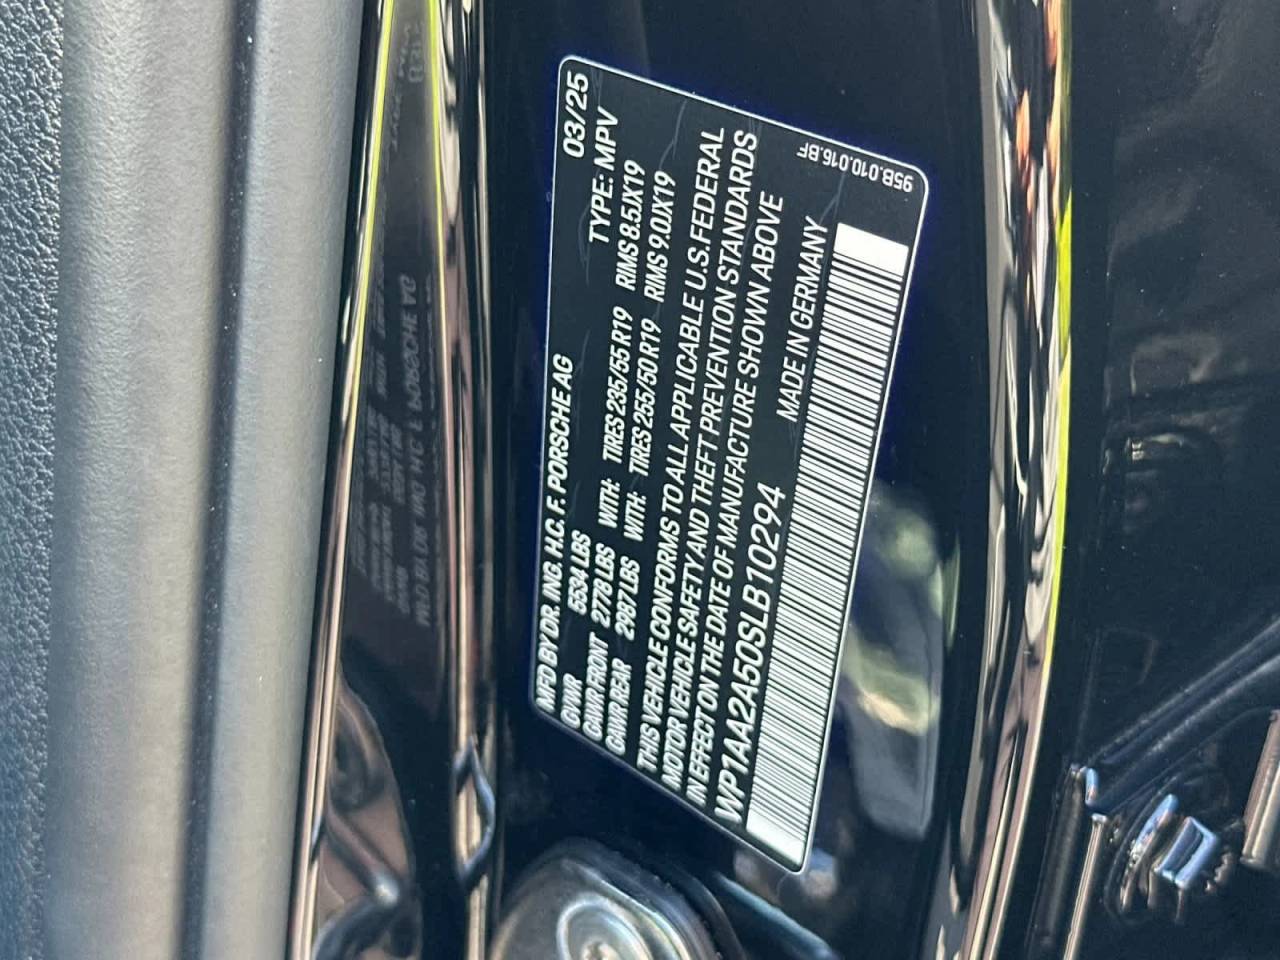 MFD BY DR. ING. H.C. F. PORSCHE AG 03/25
GVWR 5534 LBS TYPE: MPV
GAWR FRONT 2778 LBS WITH: TIRES 235/55 R19 RIMS 8.5JX19
GAWR REAR 2987 LBS WITH: TIRES 255/50 R19 RIMS 9.0JX19
THIS VEHICLE CONFORMS TO ALL APPLICABLE U.S. FEDERAL
MOTOR VEHICLE SAFETY AND THEFT PREVENTION STANDARDS
IN EFFECT ON THE DATE OF MANUFACTURE SHOWN ABOVE
WP1AA2A50SLB10294 MADE IN GERMANY
95B.010.016.BF